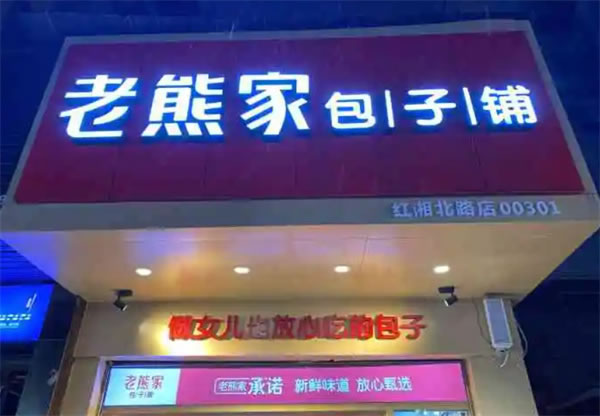 老熊家包子铺
红湘北路店00301
做女儿也放心吃的包子
老熊家
包子铺
老熊家承诺 新鲜味道 放心甄选